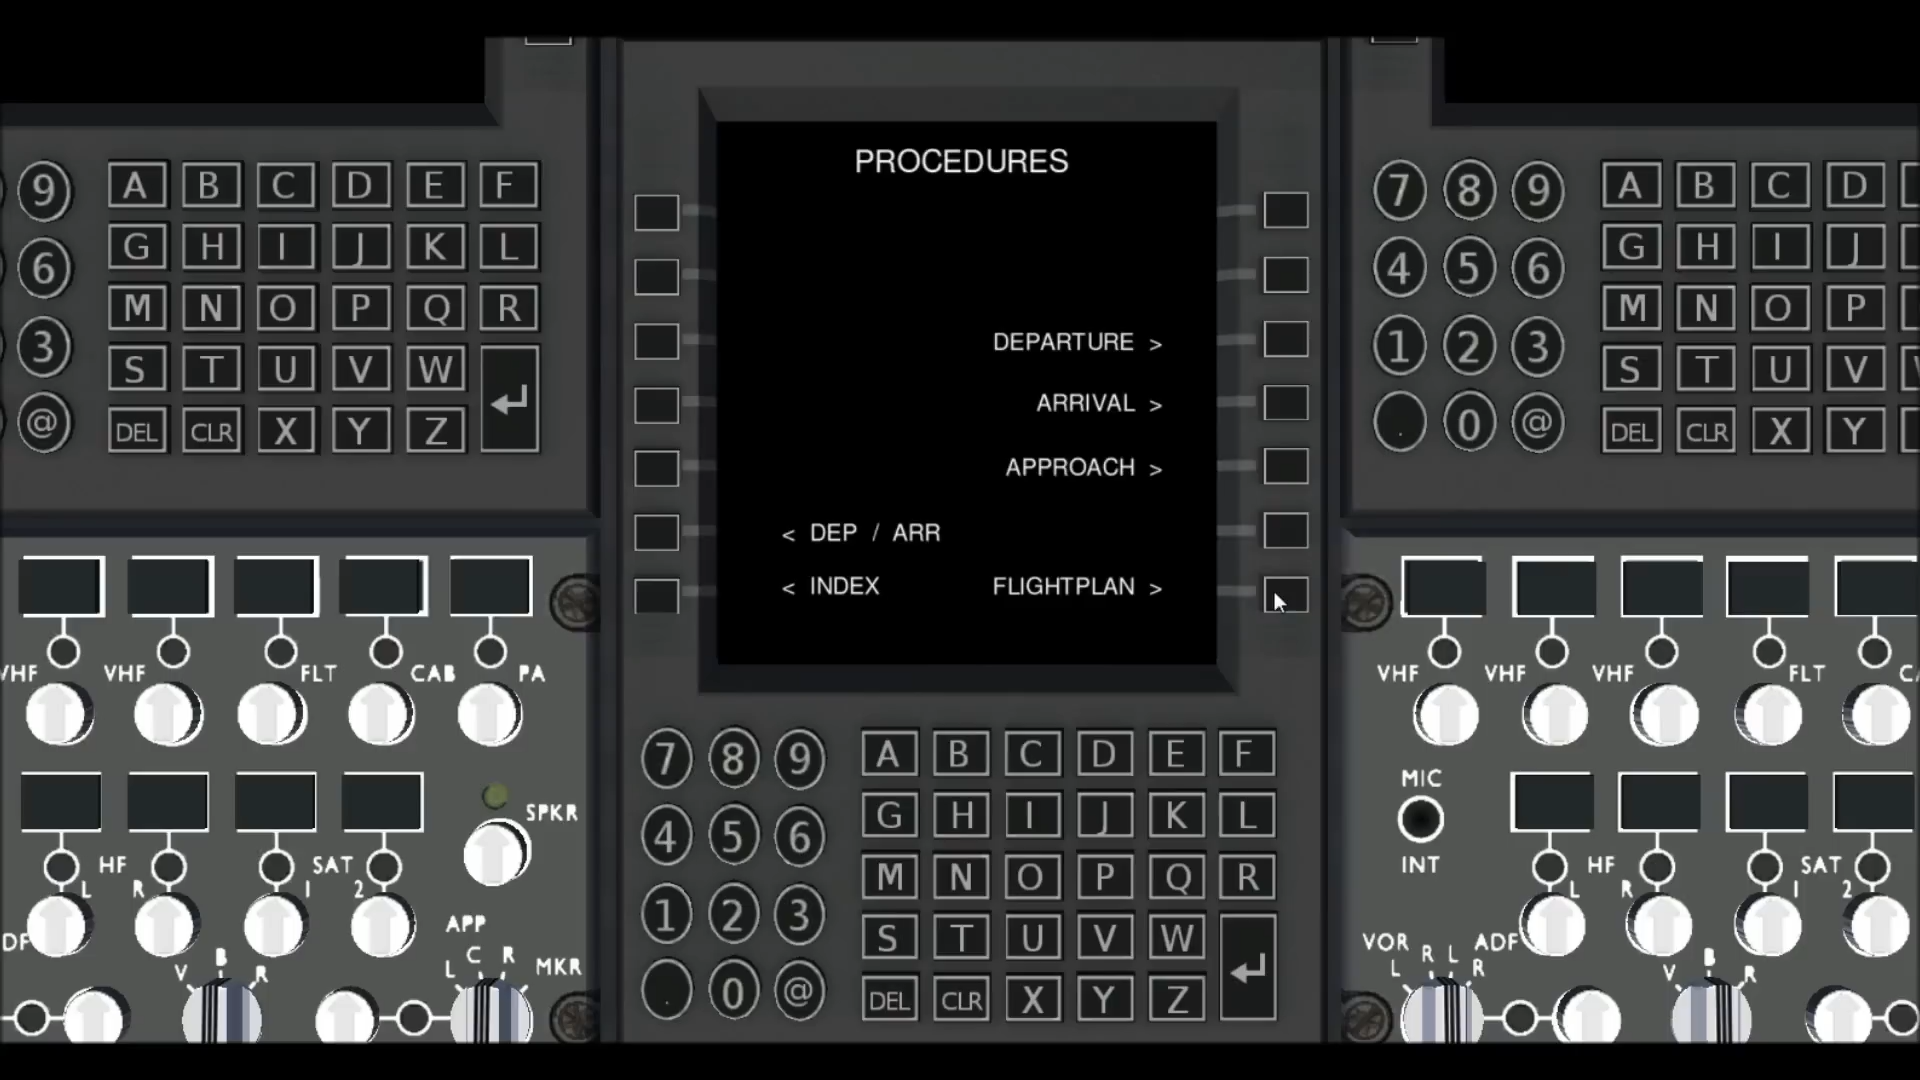 PROCEDURES
DEPARTURE >
ARRIVAL >
APPROACH >
< DEP / ARR
< INDEX FLIGHTPLAN >
9 A B C D E F
6 G H I J K L
3 M N O P Q R
@ S T U V W
DEL CLR X Y Z
7 8 9 A B C D
4 5 6 G H I J
1 2 3 M N O P
. 0 @ S T U V
DEL CLR X Y
VHF VHF FLT CAB PA
SPKR
HF SAT
L R 1 2
APP
L C R MKR
V B R
7 8 9 A B C D E F
4 5 6 G H I J K L
1 2 3 M N O P Q R
. 0 @ S T U V W
DEL CLR X Y Z
VHF VHF VHF FLT
MIC
INT
HF SAT
L R 1 2
VOR ADF
L R L R
V B R